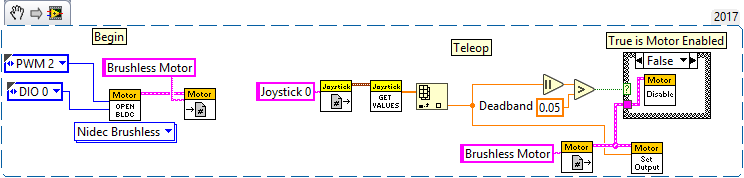 2017
Begin
Teleop
True is Motor Enabled
False
PWM 2
Brushless Motor
DIO 0
Motor
OPEN
BLDC
Motor
#
Nidec Brushless
Joystick 0
Joystick
#
Joystick
GET
VALUES
Deadband
0.05
>
?
Motor
Disable
Brushless Motor
Motor
#
Motor
Set
Output